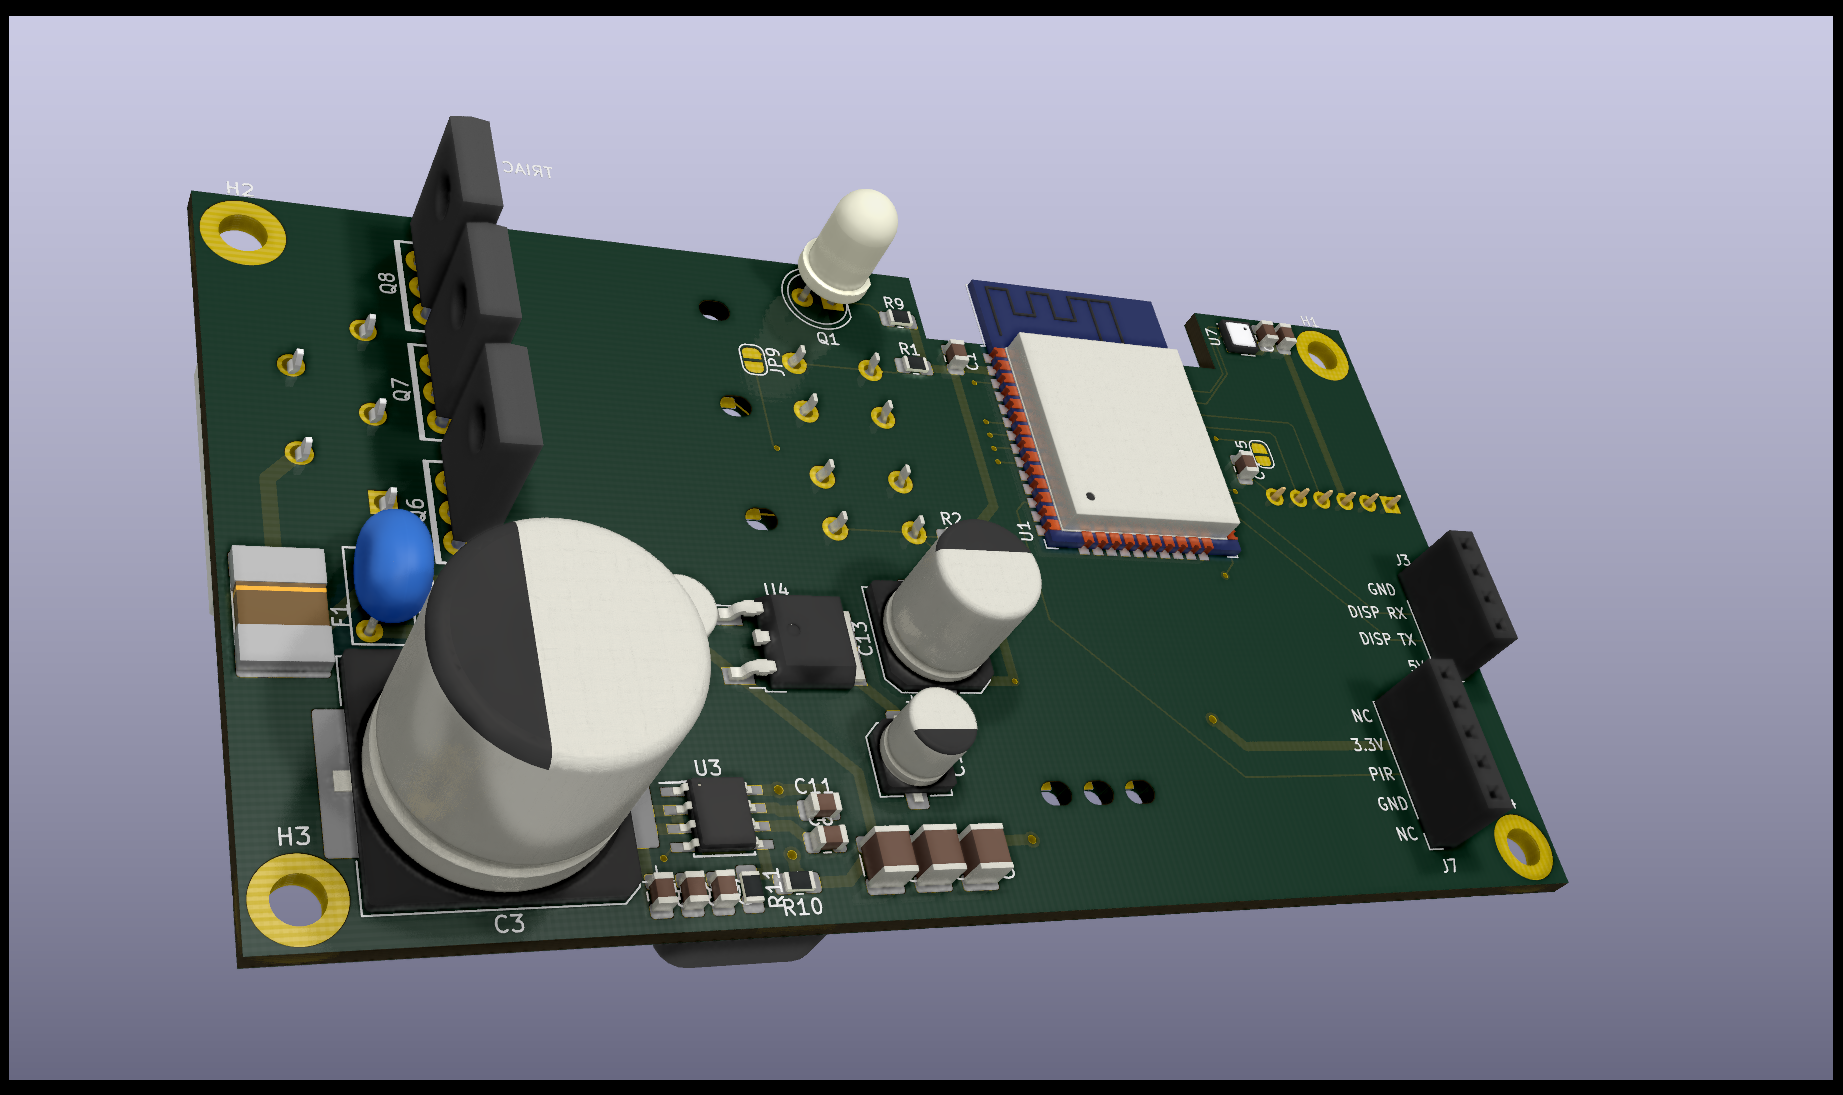 TRIAC
H2
Q8
R9
Q1
JP9
R1
C1
U7
H1
Q7
R2
U1
J3
GND
DISP RX
DISP TX
F1
U4
C13
NC
3.3V
PIR
GND
NC
J7
U3
C11
H3
R11
R10
C3